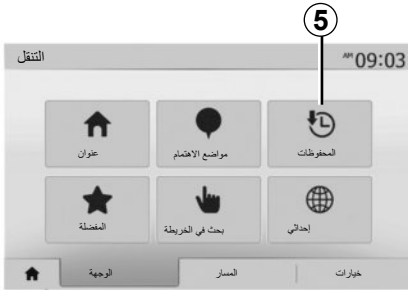 5
التنقل
AM 09:03
عنوان
مواضع الاهتمام
المحفوظات
المفضلة
بحث في الخريطة
إحداثي
الوجهة
المسار
خيارات